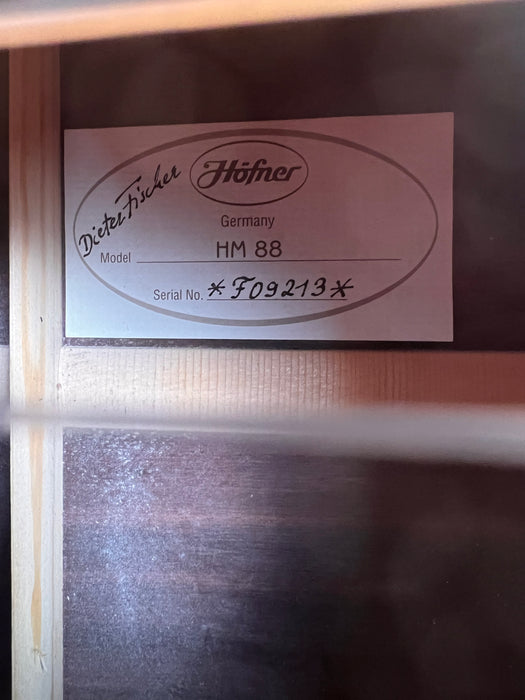 Dieter Fischer
Höfner
Germany
Model HM 88
Serial No. *F09213*